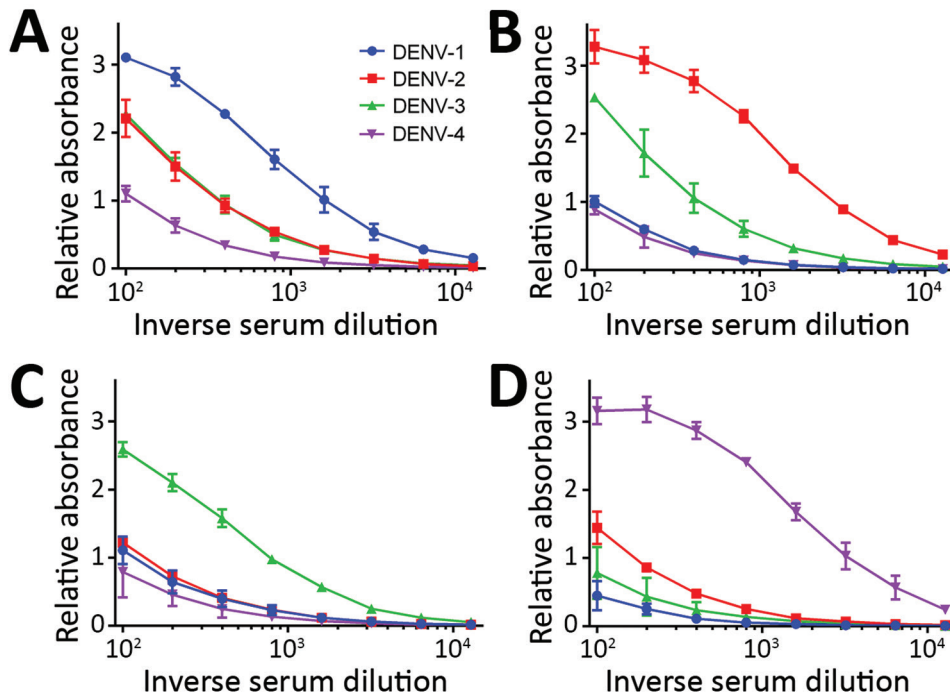 A
Relative absorbance
3
2
1
0
10²
10³
10⁴
Inverse serum dilution
DENV-1
DENV-2
DENV-3
DENV-4
B
Relative absorbance
3
2
1
0
10²
10³
10⁴
Inverse serum dilution
C
Relative absorbance
3
2
1
0
10²
10³
10⁴
Inverse serum dilution
D
Relative absorbance
3
2
1
0
10²
10³
10⁴
Inverse serum dilution